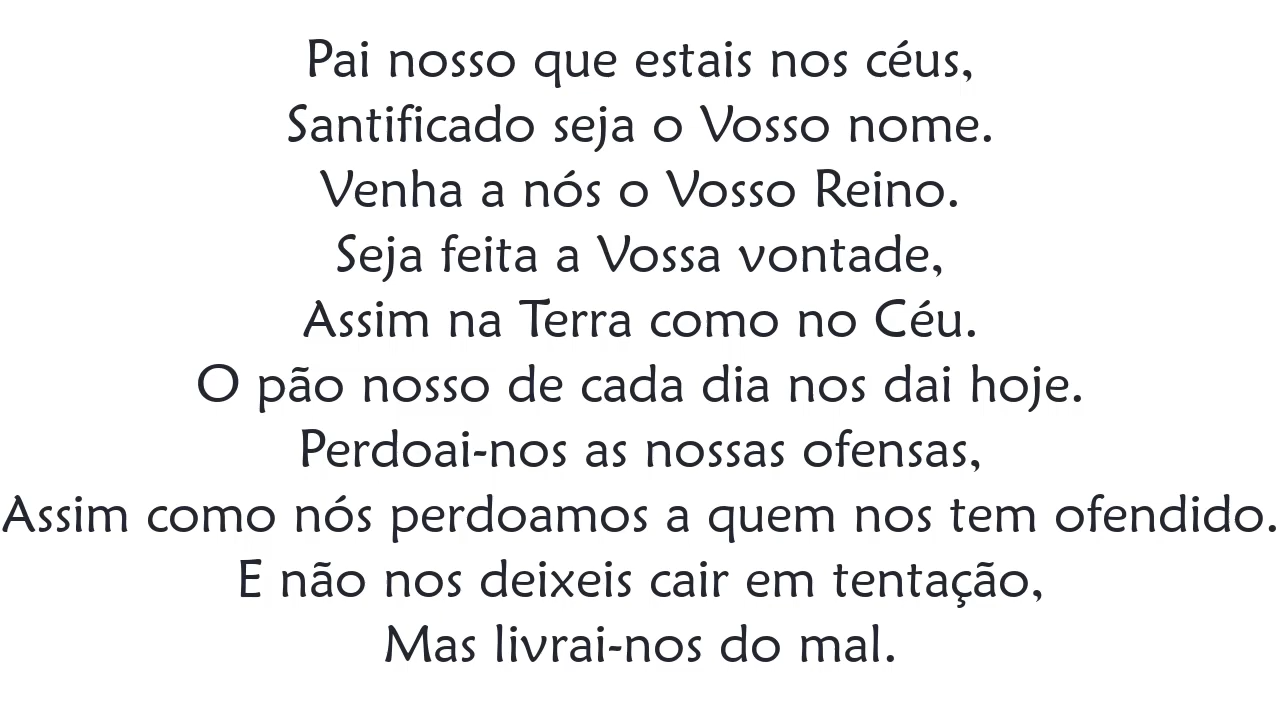 Pai nosso que estais nos céus,
Santificado seja o Vosso nome.
Venha a nós o Vosso Reino.
Seja feita a Vossa vontade,
Assim na Terra como no Céu.
O pão nosso de cada dia nos dai hoje.
Perdoai-nos as nossas ofensas,
Assim como nós perdoamos a quem nos tem ofendido.
E não nos deixeis cair em tentação,
Mas livrai-nos do mal.